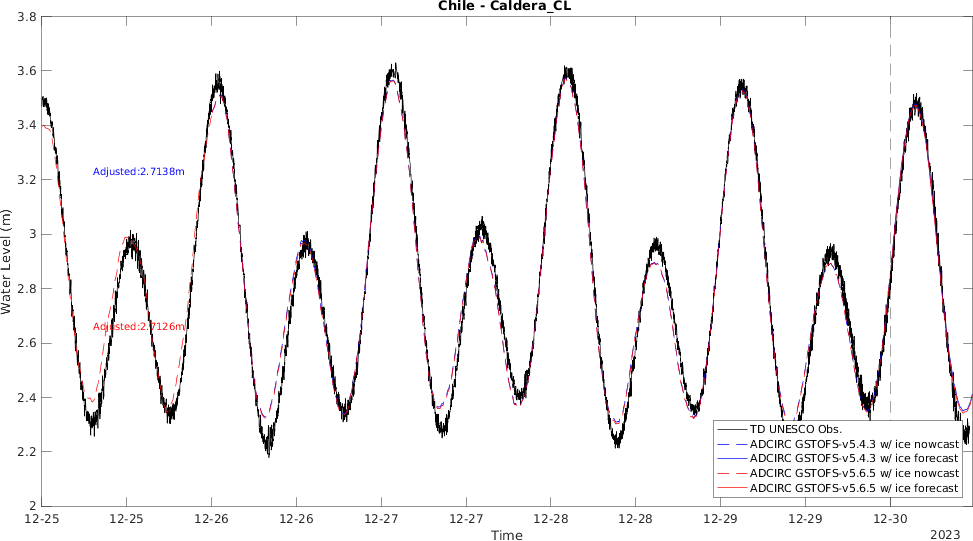 Chile - Caldera_CL
3.8
3.6
3.4
3.2
3
2.8
2.6
2.4
2.2
2
Water Level (m)
Adjusted:2.7138m
Adjusted:2.7126m
TD UNESCO Obs.
ADCIRC GSTOFS-v5.4.3 w/ ice nowcast
ADCIRC GSTOFS-v5.4.3 w/ ice forecast
ADCIRC GSTOFS-v5.6.5 w/ ice nowcast
ADCIRC GSTOFS-v5.6.5 w/ ice forecast
12-25 12-25 12-26 12-26 12-27 12-27 12-28 12-28 12-29 12-29 12-30
Time
2023